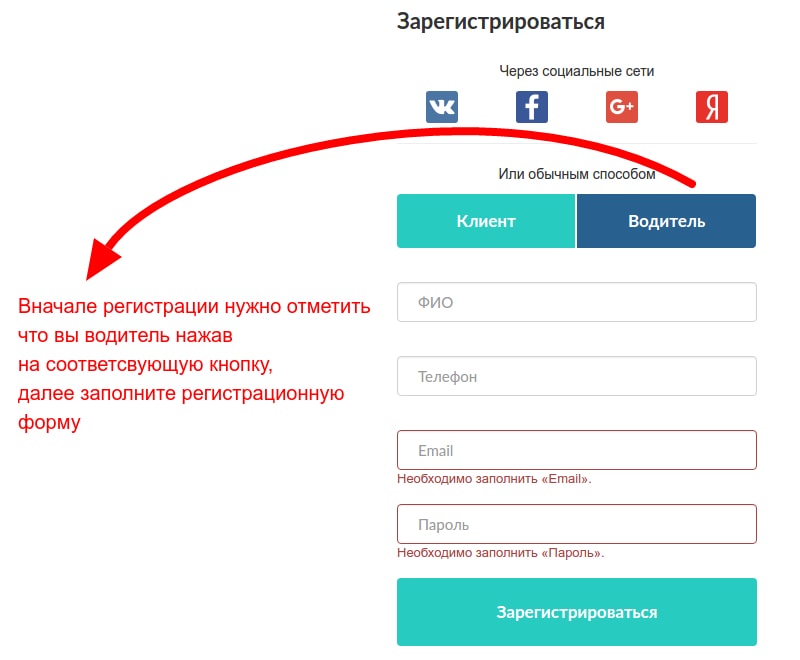 Зарегистрироваться
Через социальные сети
G+
Я
Или обычным способом
Клиент
Водитель
Вначале регистрации нужно отметить
что вы водитель нажав
на соответсвующую кнопку,
далее заполните регистрационную
форму
ФИО
Телефон
Email
Необходимо заполнить «Email».
Пароль
Необходимо заполнить «Пароль».
Зарегистрироваться